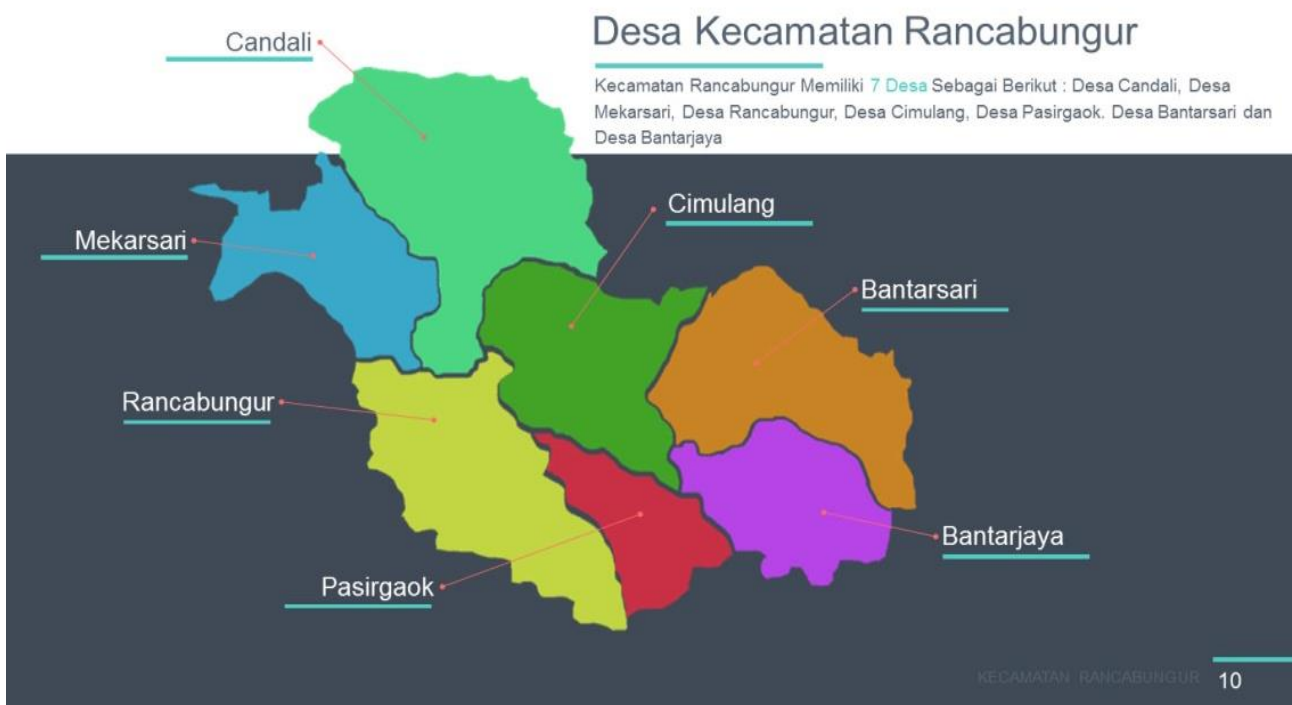 Desa Kecamatan Rancabungur
Kecamatan Rancabungur Memiliki 7 Desa Sebagai Berikut : Desa Candali, Desa
Mekarsari, Desa Rancabungur, Desa Cimulang, Desa Pasirgaok. Desa Bantarsari dan
Desa Bantarjaya
Candali
Cimulang
Mekarsari
Bantarsari
Rancabungur
Bantarjaya
Pasirgaok
KECAMATAN RANCABUNGUR 10